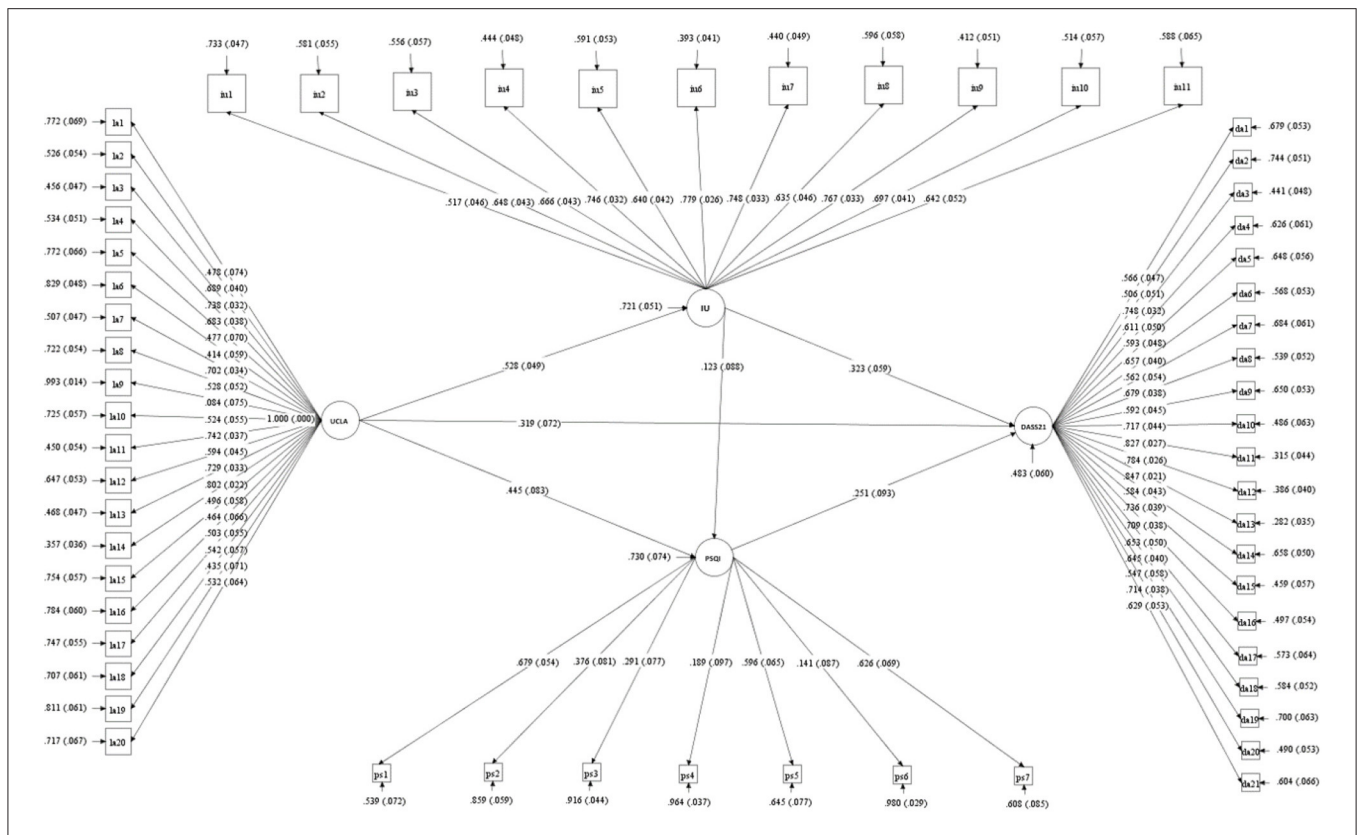 .733 (.047) .581 (.055) .556 (.057) .444 (.048) .591 (.053) .393 (.041) .440 (.049) .596 (.058) .412 (.051) .514 (.057) .588 (.065)
iu1 iu2 iu3 iu4 iu5 iu6 iu7 iu8 iu9 iu10 iu11
.772 (.069) la1
.526 (.054) la2
.456 (.047) la3
.534 (.051) la4
.772 (.066) la5
.829 (.048) la6
.507 (.047) la7
.722 (.054) la8
.993 (.014) la9
.725 (.057) la10
.450 (.054) la11
.647 (.053) la12
.468 (.047) la13
.357 (.036) la14
.754 (.057) la15
.784 (.060) la16
.747 (.055) la17
.707 (.061) la18
.811 (.061) la19
.717 (.067) la20
.478 (.074)
.689 (.040)
.738 (.032)
.683 (.038)
.477 (.070)
.414 (.059)
.702 (.034)
.528 (.052)
.084 (.075)
.524 (.055)
.742 (.037)
.594 (.045)
.729 (.033)
.802 (.022)
.496 (.058)
.464 (.066)
.503 (.055)
.542 (.057)
.435 (.071)
.532 (.064)
1.000 (.000) UCLA
.517 (.046) .648 (.043) .666 (.043) .746 (.032) .640 (.042) .779 (.026) .748 (.033) .635 (.046) .767 (.033) .697 (.041) .642 (.052)
.721 (.051) IU
.528 (.049) .123 (.088) .323 (.059)
.319 (.072)
.445 (.083) .251 (.093)
.730 (.074) PSQI
DASS21
.483 (.060)
.566 (.047)
.506 (.051)
.748 (.032)
.611 (.050)
.593 (.048)
.657 (.040)
.562 (.054)
.679 (.038)
.592 (.045)
.717 (.044)
.827 (.027)
.784 (.026)
.847 (.021)
.584 (.043)
.736 (.039)
.709 (.038)
.653 (.050)
.645 (.040)
.547 (.058)
.714 (.038)
.629 (.053)
da1 .679 (.053)
da2 .744 (.051)
da3 .441 (.048)
da4 .626 (.061)
da5 .648 (.056)
da6 .568 (.053)
da7 .684 (.061)
da8 .539 (.052)
da9 .650 (.053)
da10 .486 (.063)
da11 .315 (.044)
da12 .386 (.040)
da13 .282 (.035)
da14 .658 (.050)
da15 .459 (.057)
da16 .497 (.054)
da17 .573 (.064)
da18 .584 (.052)
da19 .700 (.063)
da20 .490 (.053)
da21 .604 (.066)
.679 (.054) .376 (.081) .291 (.077) .189 (.097) .596 (.065) .141 (.087) .626 (.069)
ps1 ps2 ps3 ps4 ps5 ps6 ps7
.539 (.072) .859 (.059) .916 (.044) .964 (.037) .645 (.077) .980 (.029) .608 (.085)